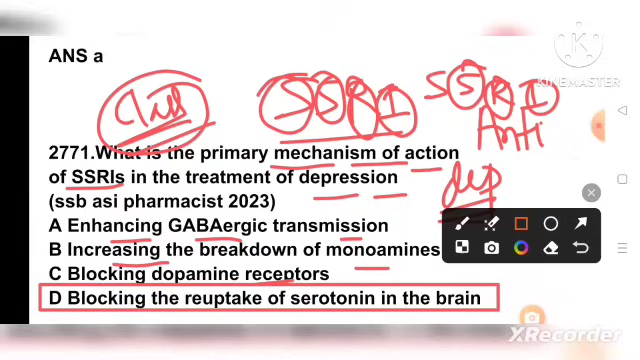 ANS a
KINEMASTER
Class SSRI SSRI
Anti
2771.What is the primary mechanism of action
of SSRIs in the treatment of depression
dep
(ssb asi pharmacist 2023)
A Enhancing GABAergic transmission
B Increasing the breakdown of monoamines
C Blocking dopamine receptors
D Blocking the reuptake of serotonin in the brain
XRecorder